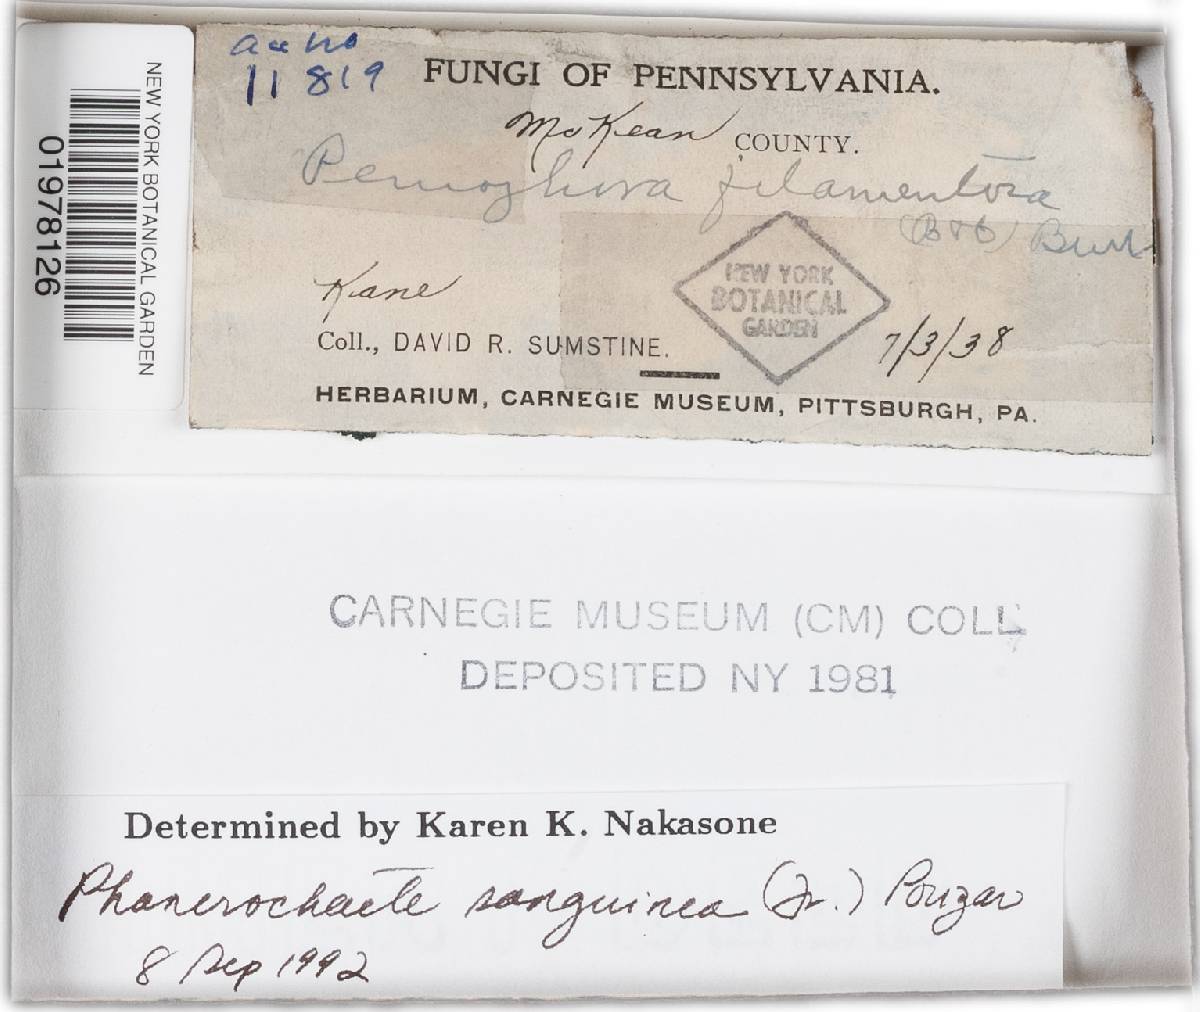 NEW YORK BOTANICAL GARDEN
01978126
acc no
11819
FUNGI OF PENNSYLVANIA.
McKean COUNTY.
Peniophora filamentosa
(B&C) Burt
NEW YORK
BOTANICAL
GARDEN
Kane
7/3/38
Coll., DAVID R. SUMSTINE.
HERBARIUM, CARNEGIE MUSEUM, PITTSBURGH, PA.
CARNEGIE MUSEUM (CM) COLL.
DEPOSITED NY 1981
Determined by Karen K. Nakasone
Phanerochaete sanguinea (Fr.) Pouzar
8 Sep 1992